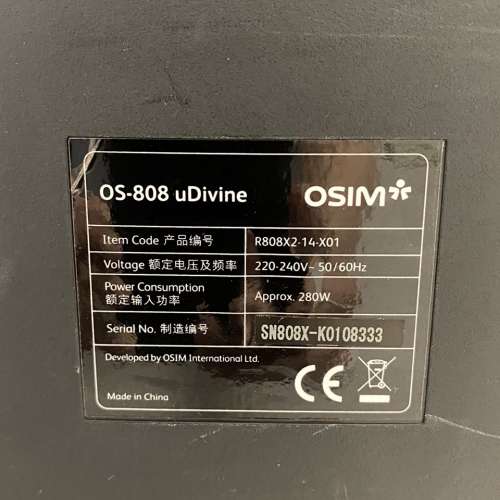 OS-808 uDivine OSIM
Item Code 产品编号 R808X2-14-X01
Voltage 额定电压及频率 220-240V~ 50/60Hz
Power Consumption
额定输入功率 Approx. 280W
Serial No. 制造编号 SN808X-K0108333
Developed by OSIM International Ltd.
CE
Made in China